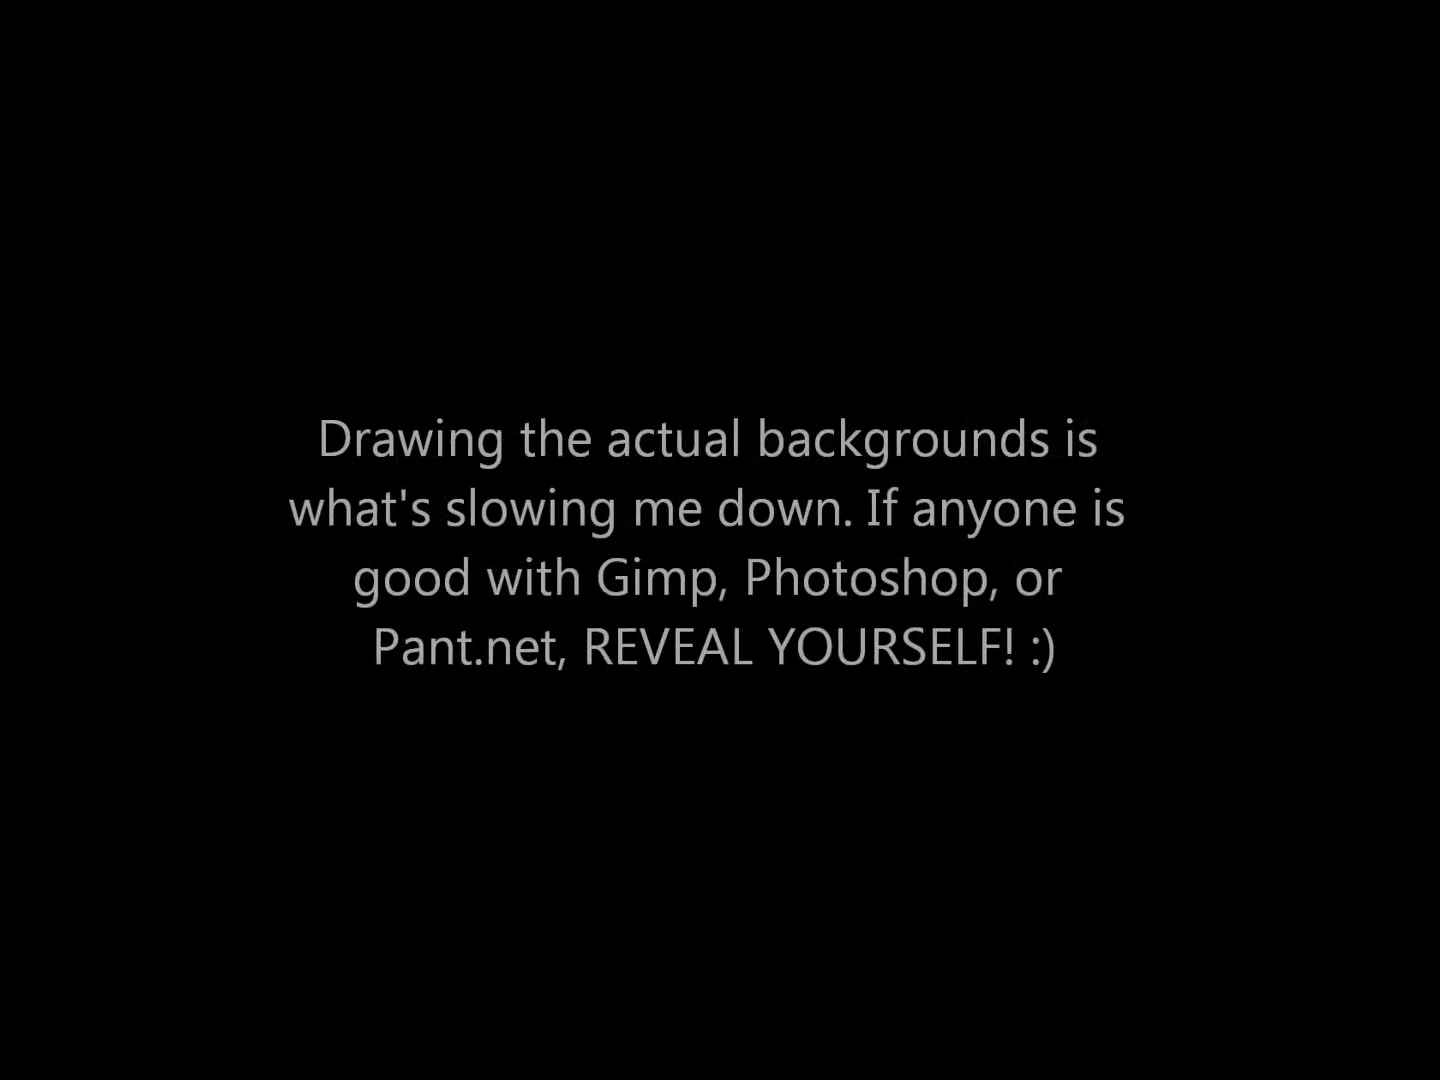 Drawing the actual backgrounds is
what's slowing me down. If anyone is
good with Gimp, Photoshop, or
Pant.net, REVEAL YOURSELF! :)